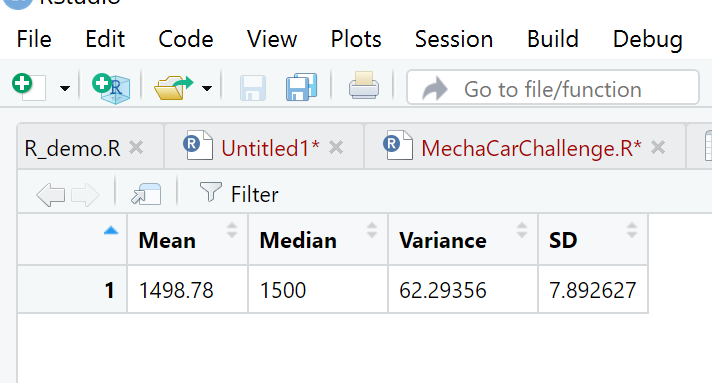 RStudio
File Edit Code View Plots Session Build Debug
Go to file/function
R_demo.R × Untitled1* × MechaCarChallenge.R* ×
Filter
Mean Median Variance SD
1 1498.78 1500 62.29356 7.892627